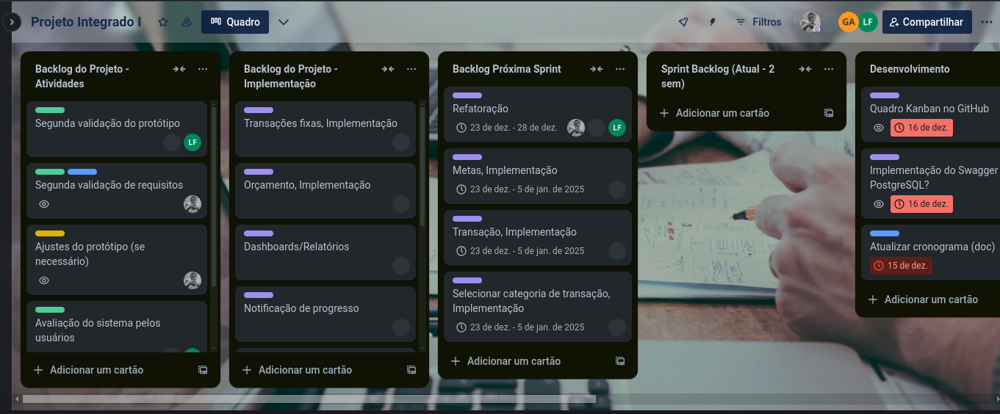 Projeto Integrado I
Quadro
Filtros
GA
LF
Compartilhar
Backlog do Projeto -
Atividades
Segunda validação do protótipo
LF
Segunda validação de requisitos
Ajustes do protótipo (se
necessário)
Avaliação do sistema pelos
usuários
Adicionar um cartão
Backlog do Projeto -
Implementação
Transações fixas, Implementação
Orçamento, Implementação
Dashboards/Relatórios
Notificação de progresso
Adicionar um cartão
Backlog Próxima Sprint
Refatoração
23 de dez. - 28 de dez.
LF
Metas, Implementação
23 de dez. - 5 de jan. de 2025
Transação, Implementação
23 de dez. - 5 de jan. de 2025
Selecionar categoria de transação,
Implementação
23 de dez. - 5 de jan. de 2025
Adicionar um cartão
Sprint Backlog (Atual - 2
sem)
Adicionar um cartão
Desenvolvimento
Quadro Kanban no GitHub
16 de dez.
Implementação do Swagger
PostgreSQL?
16 de dez.
Atualizar cronograma (doc)
15 de dez.
Adicionar um cartão